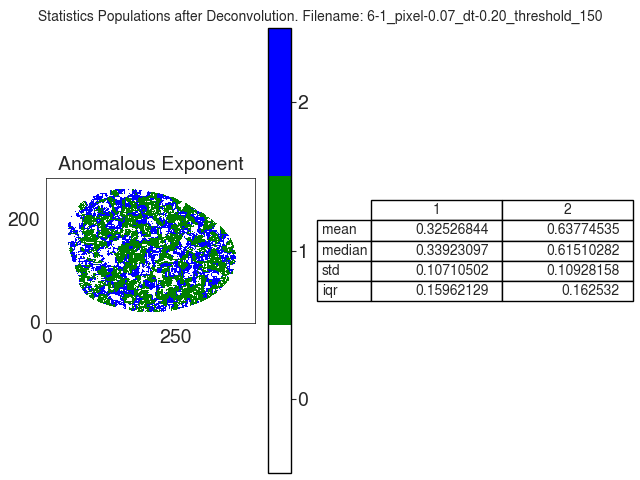 Statistics Populations after Deconvolution. Filename: 6-1_pixel-0.07_dt-0.20_threshold_150
Anomalous Exponent
200
0
0 250
2
1
0
1 2
mean 0.32526844 0.63774535
median 0.33923097 0.61510282
std 0.10710502 0.10928158
iqr 0.15962129 0.162532